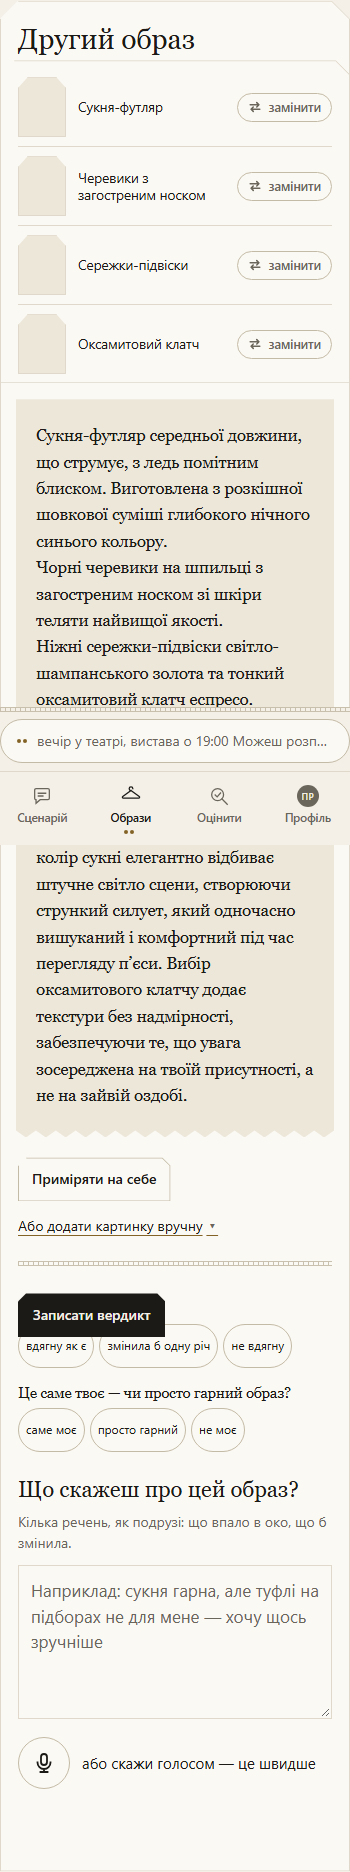 Другий образ
Сукня-футляр
замінити
Черевики з
загостреним носком
замінити
Сережки-підвіски
замінити
Оксамитовий клатч
замінити
Сукня-футляр середньої довжини,
що струмує, з ледь помітним
блиском. Виготовлена з розкішної
шовкової суміші глибокого нічного
синього кольору.
Чорні черевики на шпильці з
загостреним носком зі шкіри
теляти найвищої якості.
Ніжні сережки-підвіски світло-
шампанського золота та тонкий
оксамитовий клатч еспресо.
вечір у театрі, вистава о 19:00 Можеш розп...
Сценарій
Образи
Оцінити
ПР
Профіль
колір сукні елегантно відбиває
штучне світло сцени, створюючи
стрункий силует, який одночасно
вишуканий і комфортний під час
перегляду п’єси. Вибір
оксамитового клатчу додає
текстури без надмірності,
забезпечуючи те, що увага
зосереджена на твоїй присутності, а
не на зайвій оздобі.
Приміряти на себе
Або додати картинку вручну
Записати вердикт
вдягну як є
змінила б одну річ
не вдягну
Це саме твоє — чи просто гарний образ?
саме моє
просто гарний
не моє
Що скажеш про цей образ?
Кілька речень, як подрузі: що впало в око, що б
змінила.
Наприклад: сукня гарна, але туфлі на
підборах не для мене — хочу щось
зручніше
або скажи голосом — це швидше